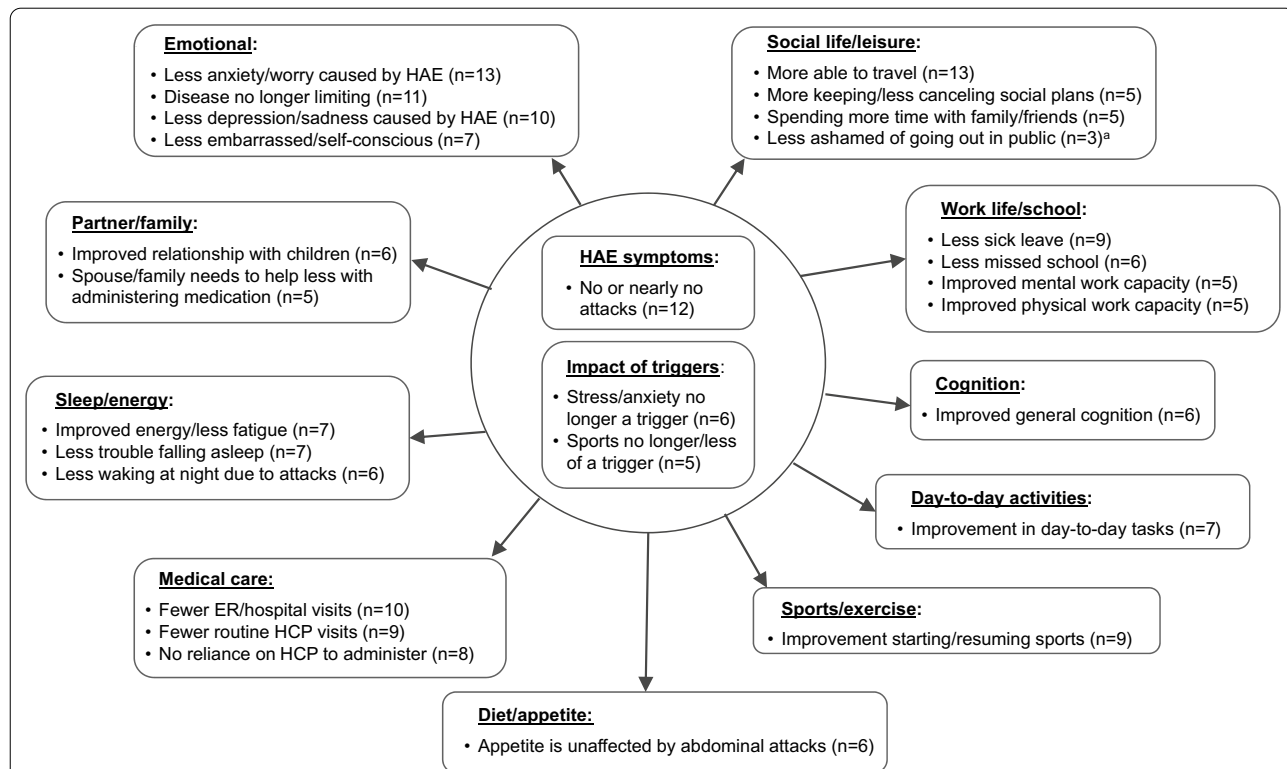 Emotional:
• Less anxiety/worry caused by HAE (n=13)
• Disease no longer limiting (n=11)
• Less depression/sadness caused by HAE (n=10)
• Less embarrassed/self-conscious (n=7)
Social life/leisure:
• More able to travel (n=13)
• More keeping/less canceling social plans (n=5)
• Spending more time with family/friends (n=5)
• Less ashamed of going out in public (n=3)ᵃ
Partner/family:
• Improved relationship with children (n=6)
• Spouse/family needs to help less with
administering medication (n=5)
HAE symptoms:
• No or nearly no
attacks (n=12)
Work life/school:
• Less sick leave (n=9)
• Less missed school (n=6)
• Improved mental work capacity (n=5)
• Improved physical work capacity (n=5)
Impact of triggers:
• Stress/anxiety no
longer a trigger (n=6)
• Sports no longer/less
of a trigger (n=5)
Sleep/energy:
• Improved energy/less fatigue (n=7)
• Less trouble falling asleep (n=7)
• Less waking at night due to attacks (n=6)
Cognition:
• Improved general cognition (n=6)
Day-to-day activities:
• Improvement in day-to-day tasks (n=7)
Medical care:
• Fewer ER/hospital visits (n=10)
• Fewer routine HCP visits (n=9)
• No reliance on HCP to administer (n=8)
Sports/exercise:
• Improvement starting/resuming sports (n=9)
Diet/appetite:
• Appetite is unaffected by abdominal attacks (n=6)